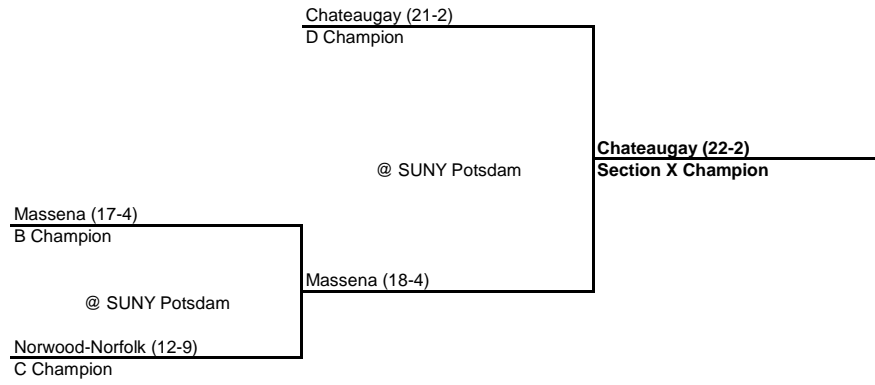 Chateaugay (21-2)
D Champion
Chateaugay (22-2)
@ SUNY Potsdam
Section X Champion
Massena (17-4)
B Champion
Massena (18-4)
@ SUNY Potsdam
Norwood-Norfolk (12-9)
C Champion